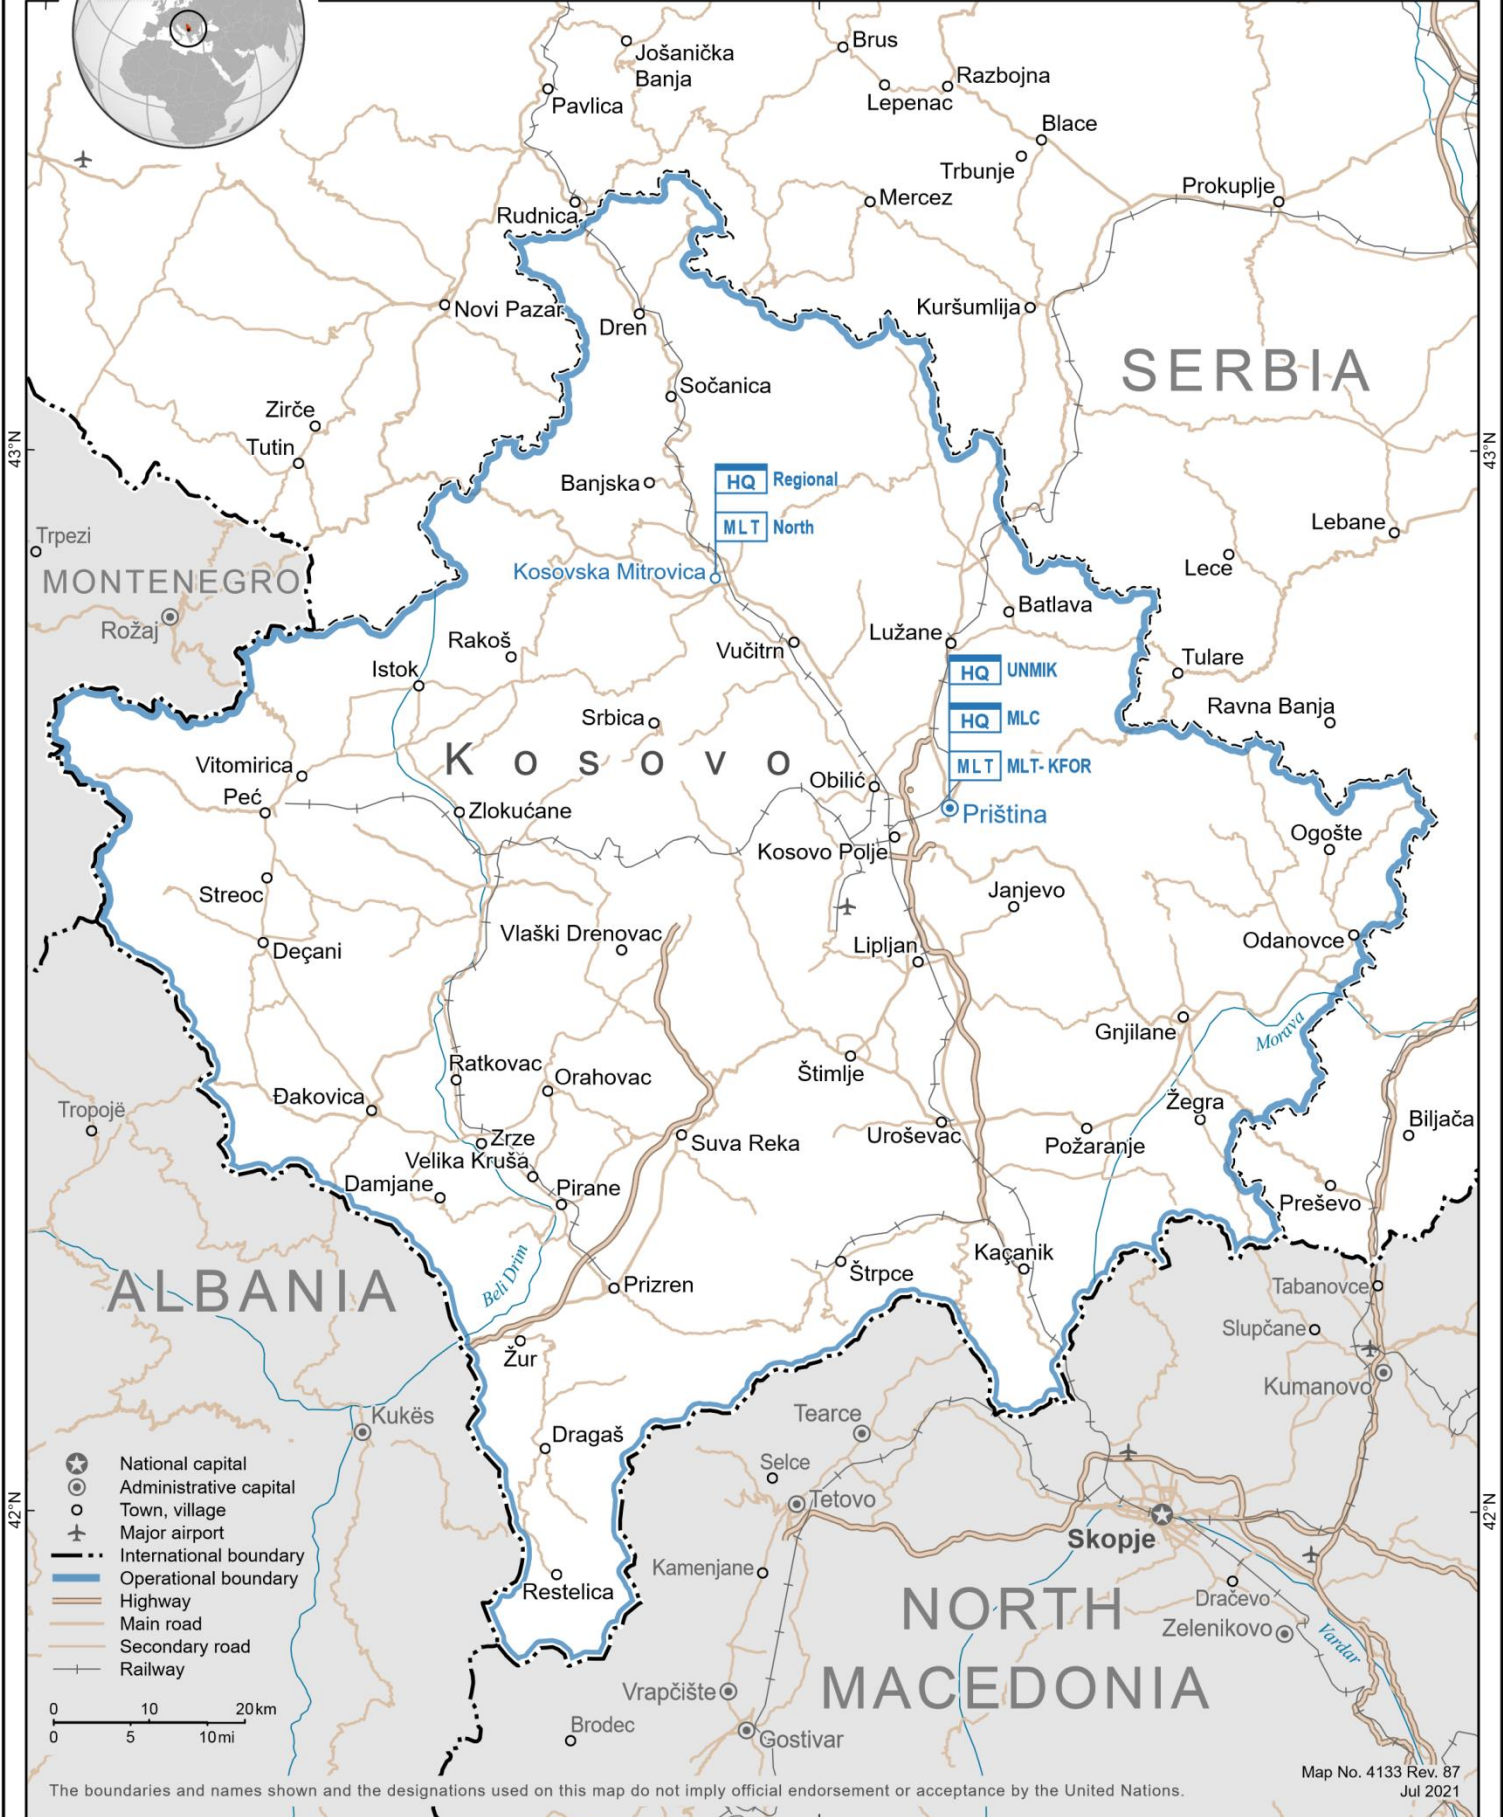 Brus
Jošanička
Banja
Razbojna
Lepenac
Pavlica
Blace
Trbunje
Prokuplje
Mercez
Rudnica
Kuršumlija
Novi Pazar
Dren
SERBIA
Sočanica
Zirče
Tutin
43°N
43°N
Banjska
HQ Regional
MLT North
Lebane
Trpezi
Lece
MONTENEGRO
Kosovska Mitrovica
Batlava
Rožaj
Rakoš
Vučitrn
Lužane
Istok
Tulare
HQ UNMIK
Ravna Banja
Srbica
HQ MLC
Kosovo
Vitomirica
MLT MLT-KFOR
Obilić
Peć
Zlokućane
Priština
Ogošte
Kosovo Polje
Streoc
Janjevo
Vlaški Drenovac
Odanovce
Deçani
Lipljan
Gnjilane
Morava
Ratkovac
Orahovac
Štimlje
Đakovica
Žegra
Tropojë
Biljača
Zrze
Suva Reka
Uroševac
Požaranje
Velika Kruša
Damjane
Pirane
Preševo
Kaçanik
Beli Drim
Štrpce
ALBANIA
Prizren
Tabanovce
Slupčane
Žur
Kumanovo
Kukës
Tearce
Dragaš
Selce
Tetovo
National capital
Administrative capital
Town, village
Major airport
International boundary
Operational boundary
Highway
Main road
Secondary road
Railway
42°N
42°N
Skopje
Kamenjane
Restelica
Dračevo
NORTH
MACEDONIA
Zelenikovo
Vardar
Vrapčište
0 10 20 km
0 5 10 mi
Brodec
Gostivar
Map No. 4133 Rev. 87
Jul 2021
The boundaries and names shown and the designations used on this map do not imply official endorsement or acceptance by the United Nations.